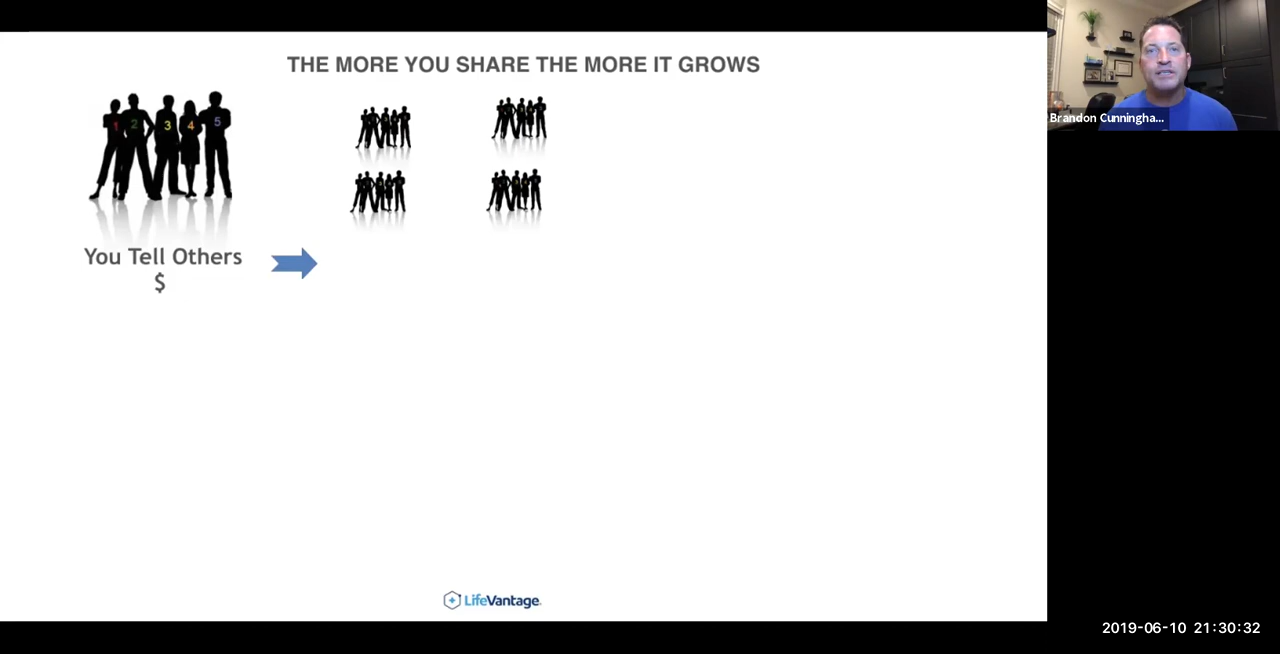 THE MORE YOU SHARE THE MORE IT GROWS
1 2 3 4 5
You Tell Others
$
LifeVantage
Brandon Cunningha...
2019-06-10 21:30:32